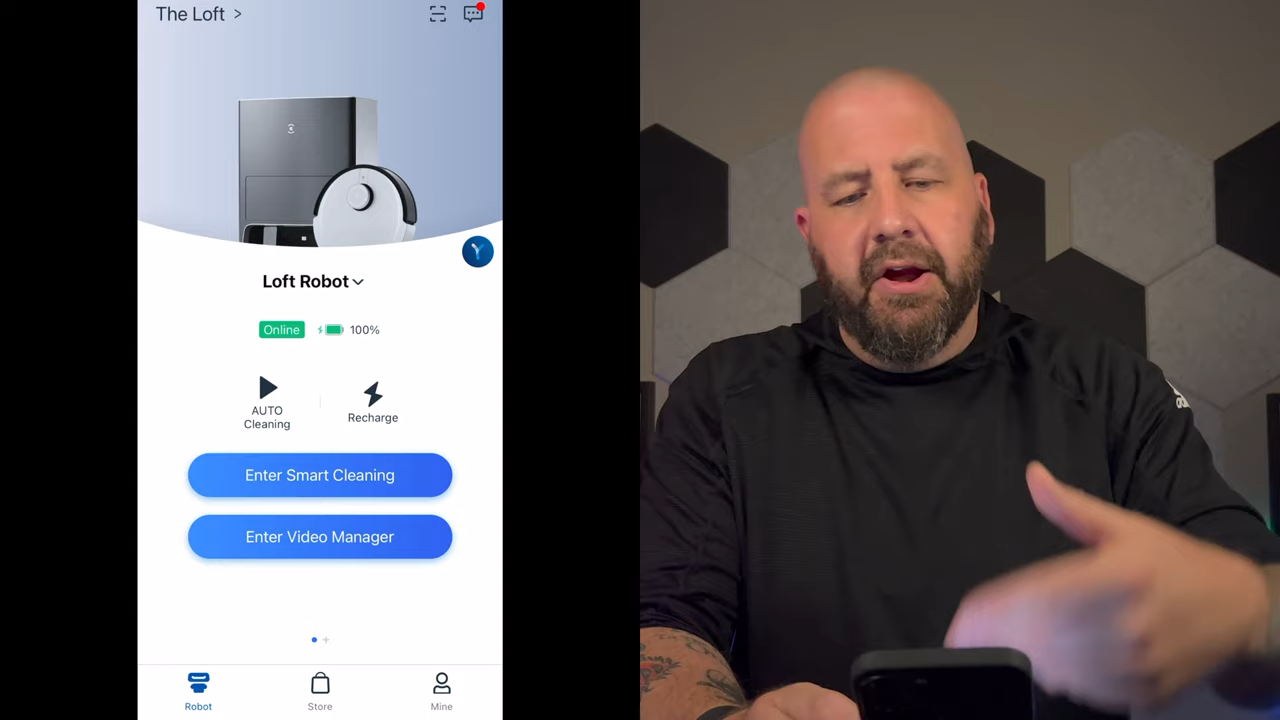 The Loft >
Loft Robot
Online
100%
AUTO
Cleaning
Recharge
Enter Smart Cleaning
Enter Video Manager
Robot
Store
Mine